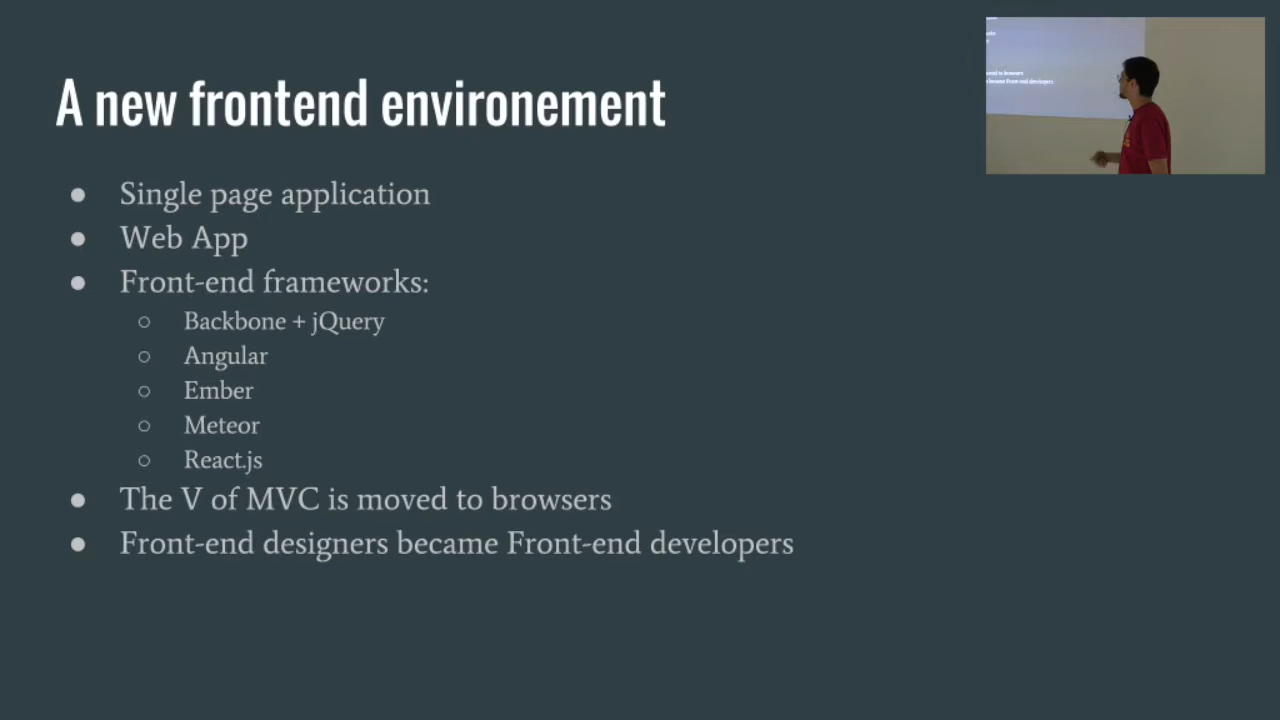 A new frontend environement
● Single page application
● Web App
● Front-end frameworks:
○ Backbone + jQuery
○ Angular
○ Ember
○ Meteor
○ React.js
● The V of MVC is moved to browsers
● Front-end designers became Front-end developers